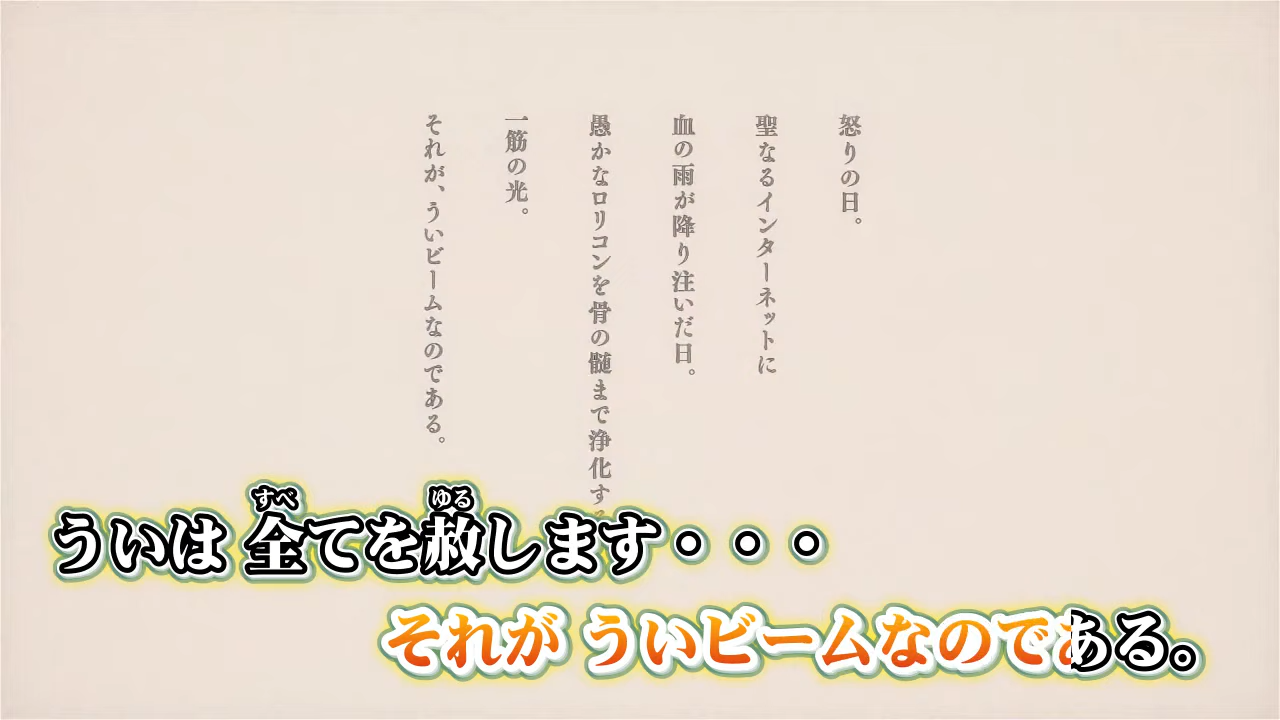 怒りの日。
聖なるインターネットに
血の雨が降り注いだ日。
愚かなロリコンを骨の髄まで浄化す
一筋の光。
それが、ういビームなのである。
すべ ゆる
ういは 全てを赦します・・・
それが ういビームなのである。